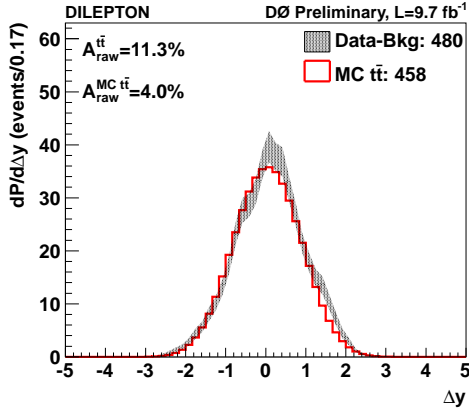 DILEPTON DØ Preliminary, L=9.7 fb⁻¹
A_raw^tt̄=11.3%
A_raw^MC tt̄=4.0%
Data-Bkg: 480
MC tt̄: 458
dP/dΔy (events/0.17)
60
50
40
30
20
10
0
-5 -4 -3 -2 -1 0 1 2 3 4 5
Δy